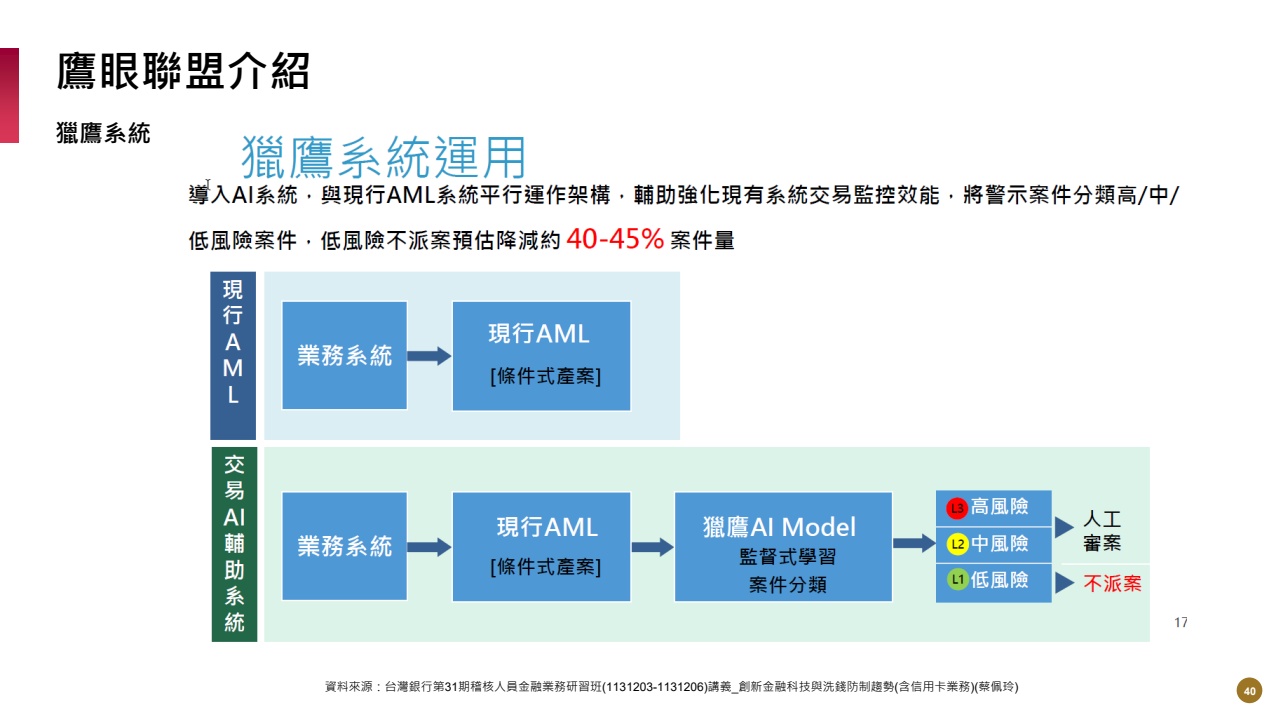 鷹眼聯盟介紹
獵鷹系統
獵鷹系統運用
導入AI系統，與現行AML系統平行運作架構，輔助強化現有系統交易監控效能，將警示案件分類高/中/
低風險案件，低風險不派案預估降減約 40-45% 案件量
現
行
A
M
L
業務系統
現行AML
[條件式產案]
交
易
AI
輔
助
系
統
業務系統
現行AML
[條件式產案]
獵鷹AI Model
監督式學習
案件分類
L3 高風險
L2 中風險
L1 低風險
人工
審案
不派案
17
資料來源：台灣銀行第31期稽核人員金融業務研習班(1131203-1131206)講義_創新金融科技與洗錢防制趨勢(含信用卡業務)(蔡佩玲)
40